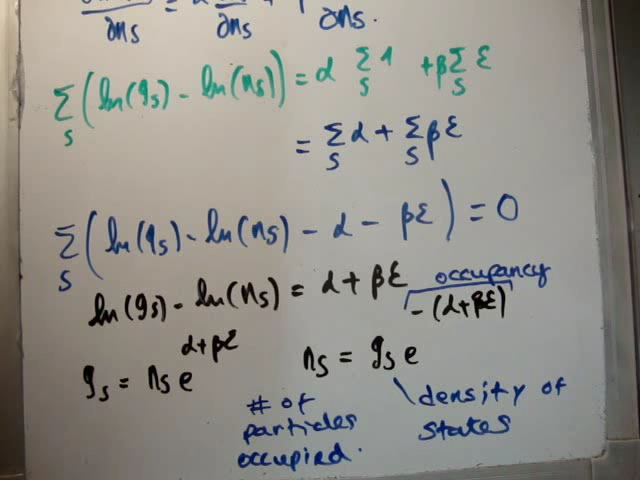 ∂ns = α ∂ns + ∂ns.
∑s (ln(gs) - ln(ns)) = α ∑s 1 + β ∑s ε
= ∑s α + ∑s βε
∑s (ln(gs) - ln(ns) - α - βε) = 0
occupancy
ln(gs) - ln(ns) = α + βε
gs = ns e^(α+βε)
ns = gs e^(-(α+βε))
# of particles occupied.
density of states